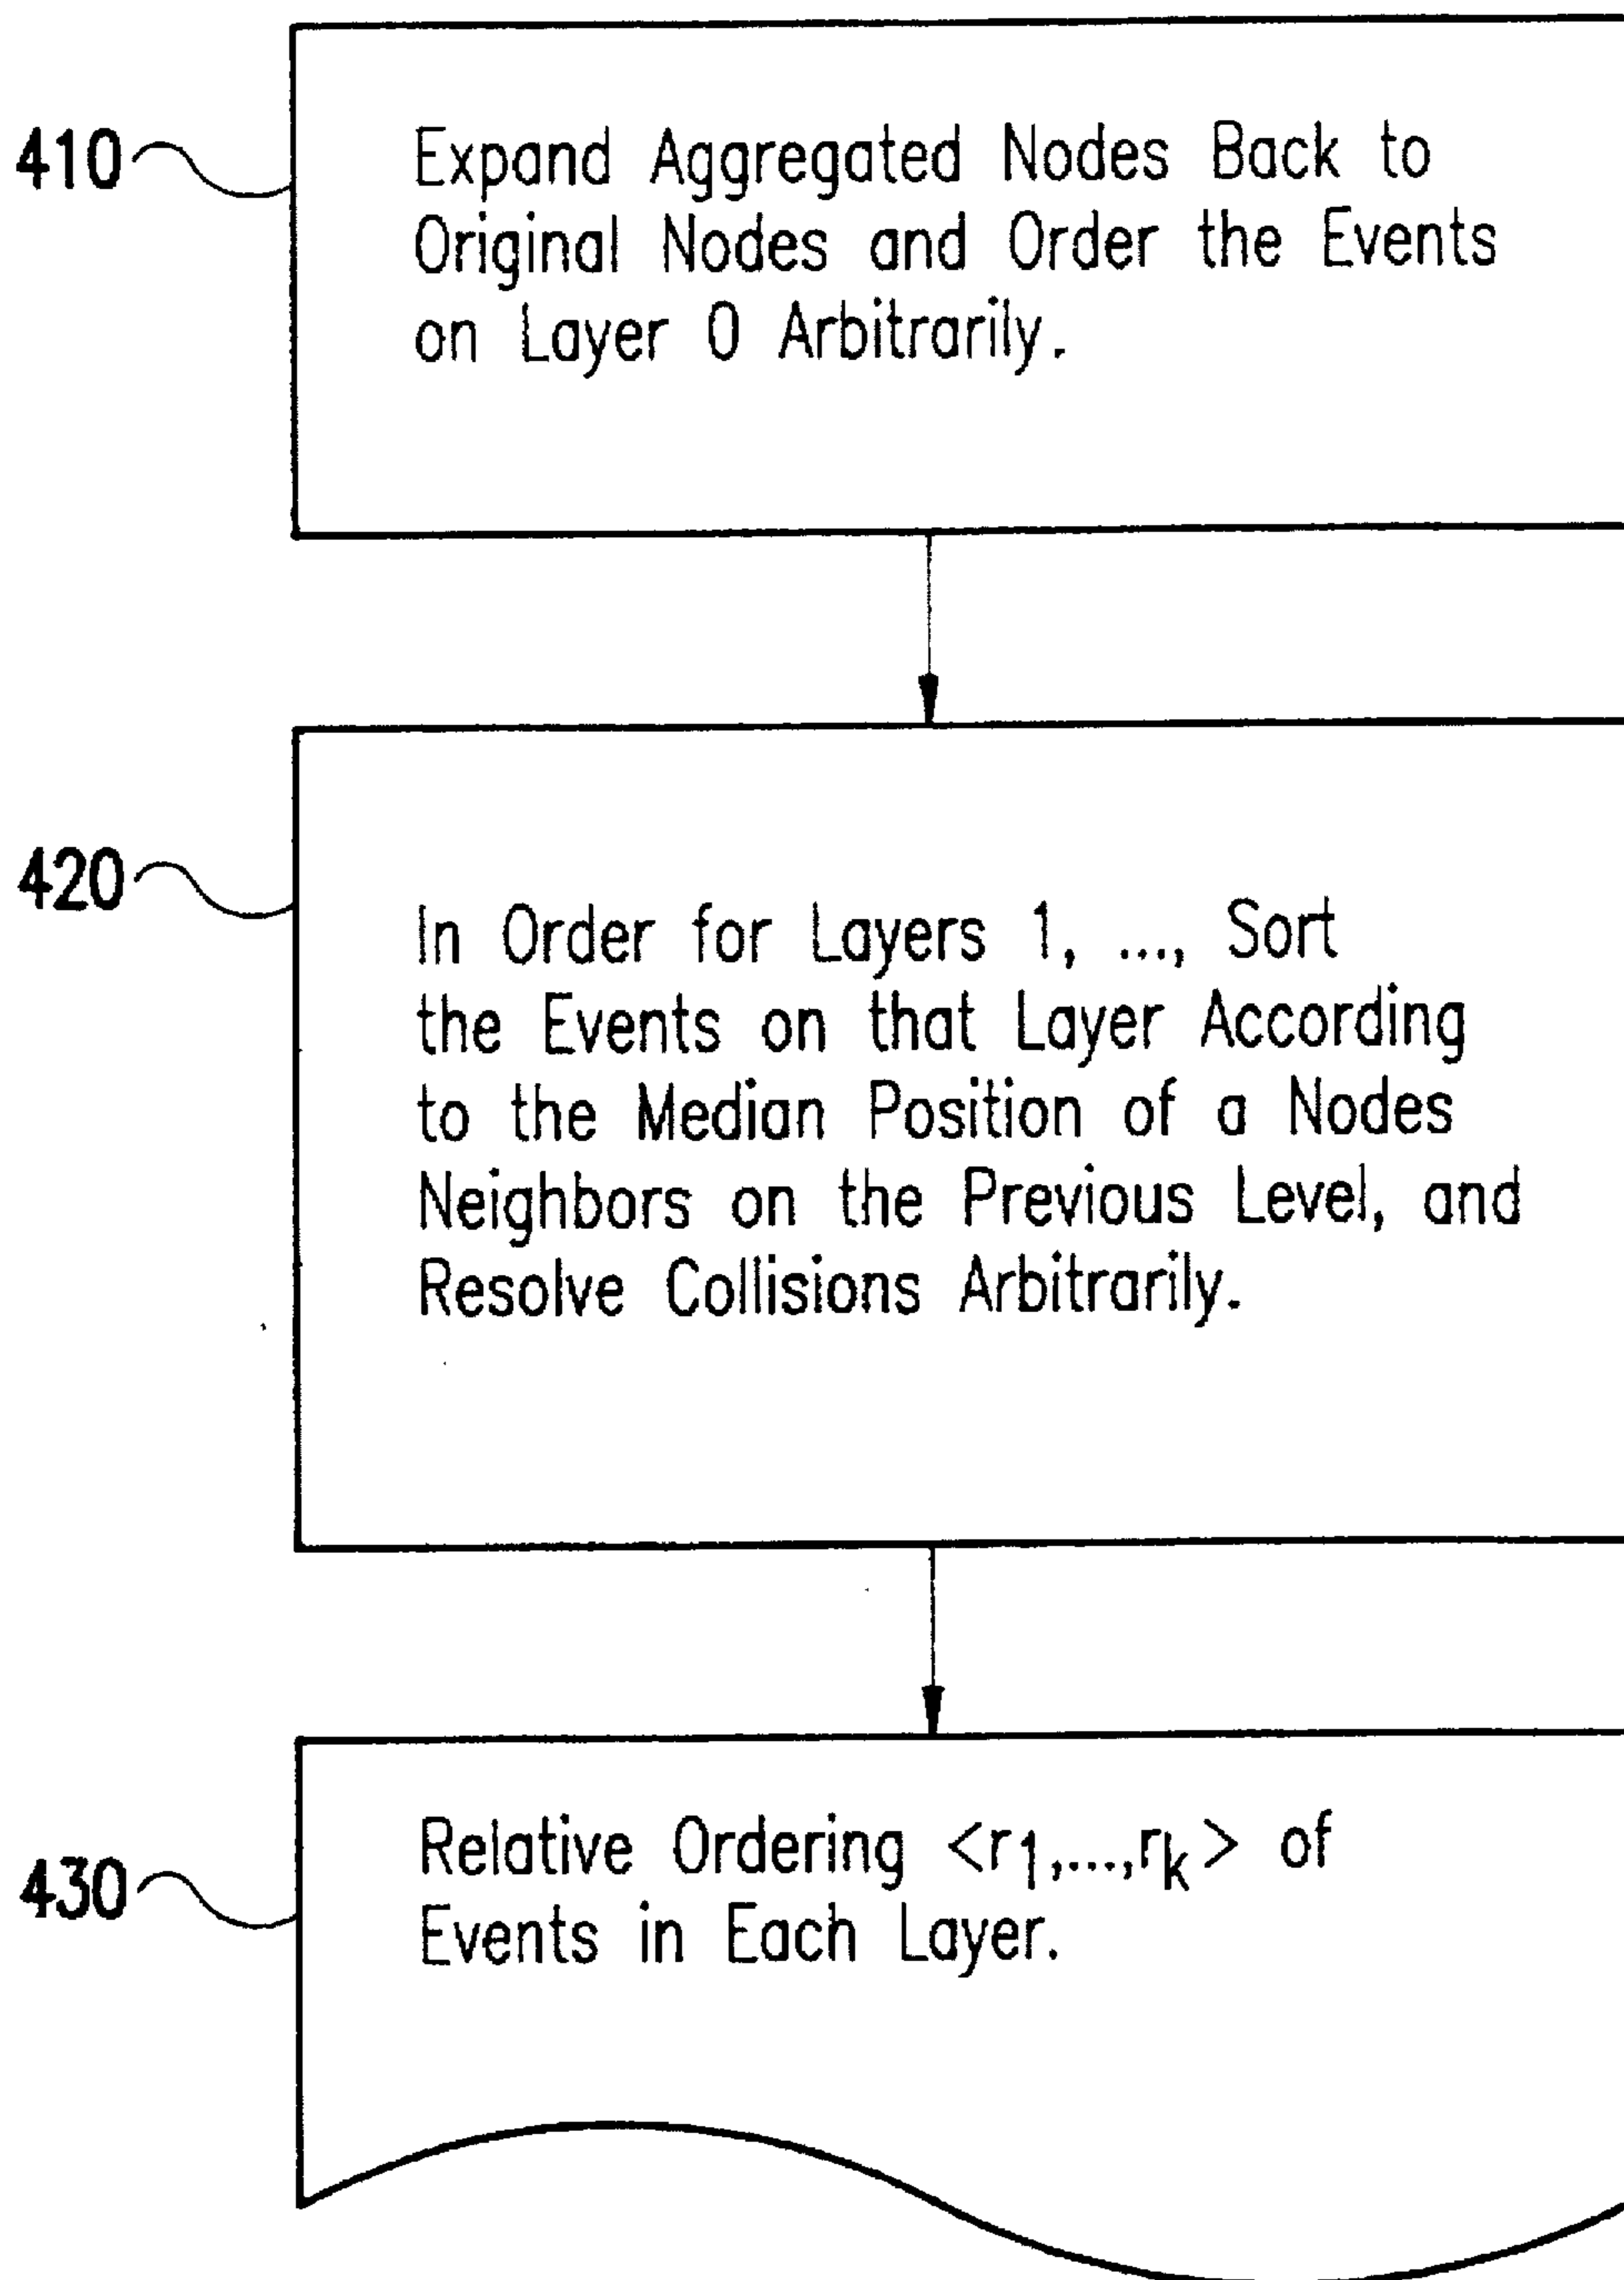 410
Expand Aggregated Nodes Back to
Original Nodes and Order the Events
on Layer 0 Arbitrarily.
420
In Order for Layers 1, ..., Sort
the Events on that Layer According
to the Median Position of a Nodes
Neighbors on the Previous Level, and
Resolve Collisions Arbitrarily.
430
Relative Ordering <r1,...,rk> of
Events in Each Layer.